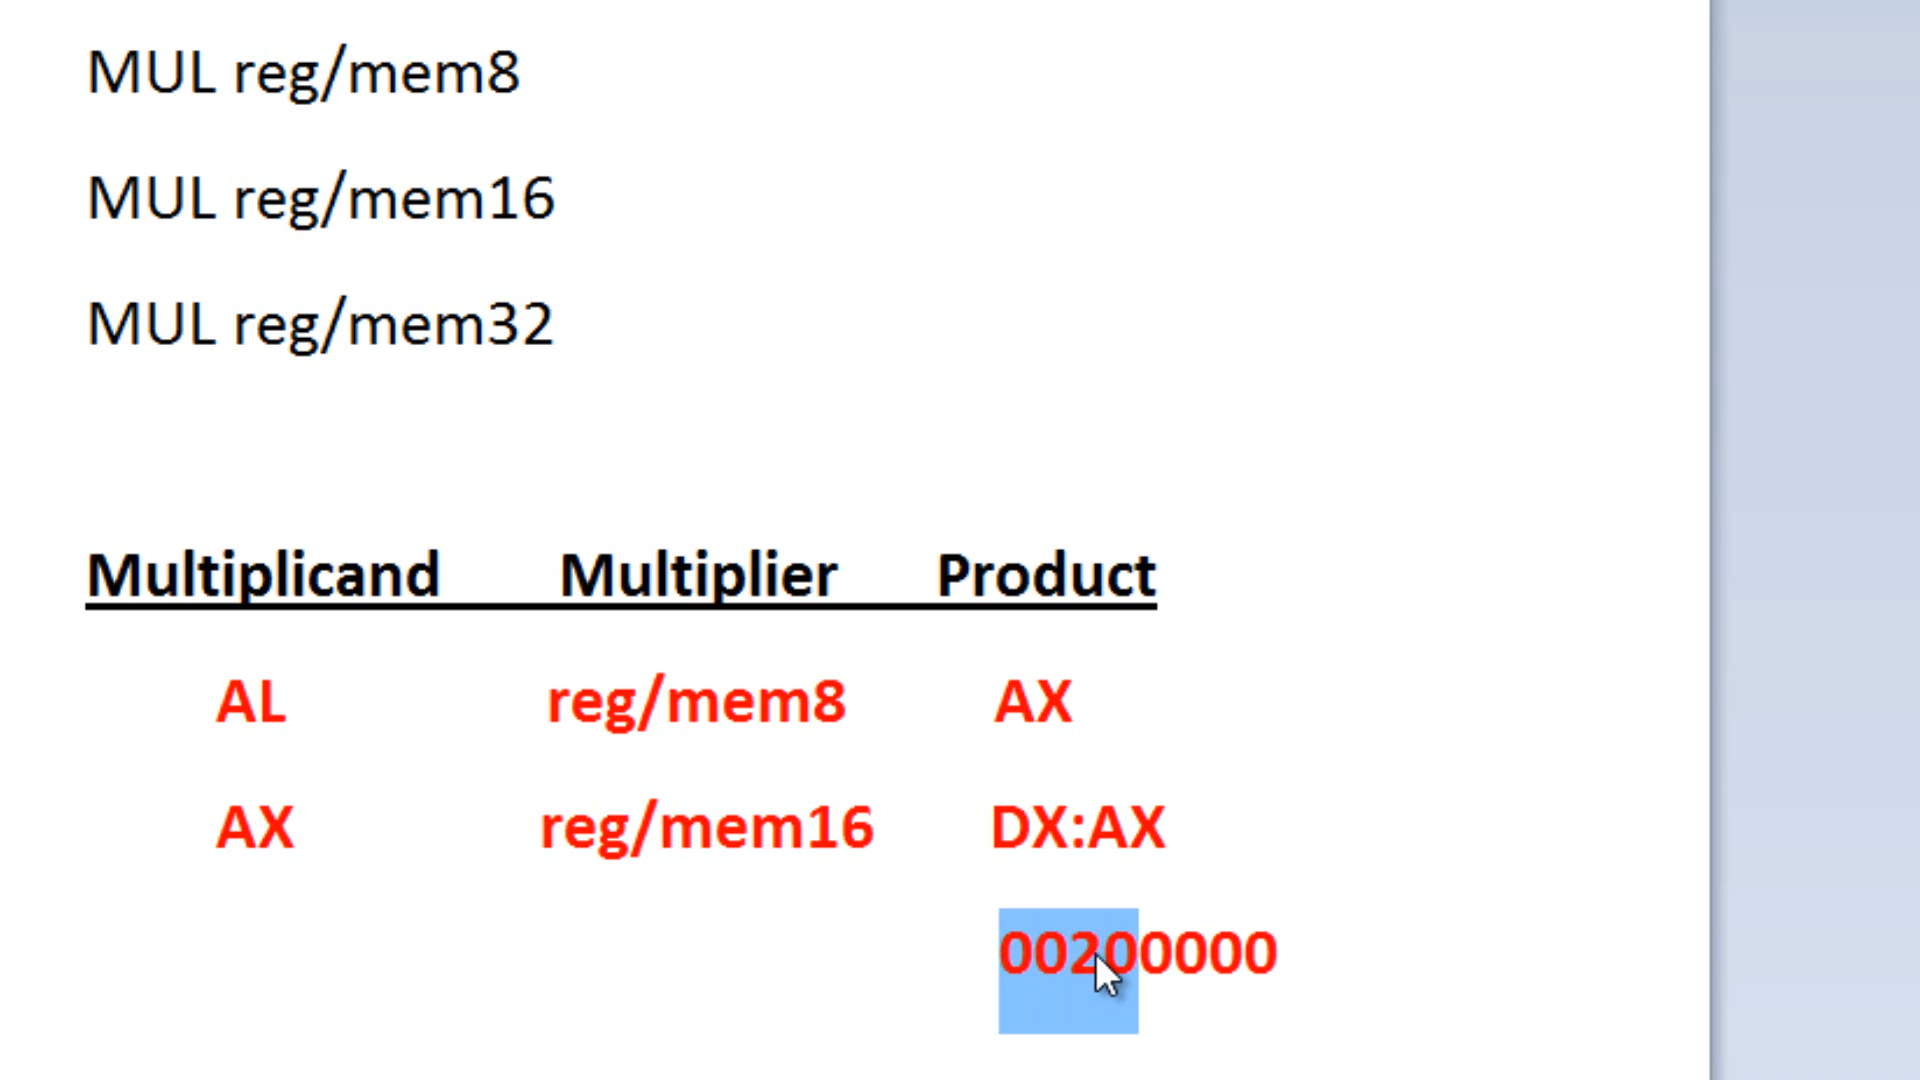 MUL reg/mem8
MUL reg/mem16
MUL reg/mem32
Multiplicand Multiplier Product
AL reg/mem8 AX
AX reg/mem16 DX:AX
00200000